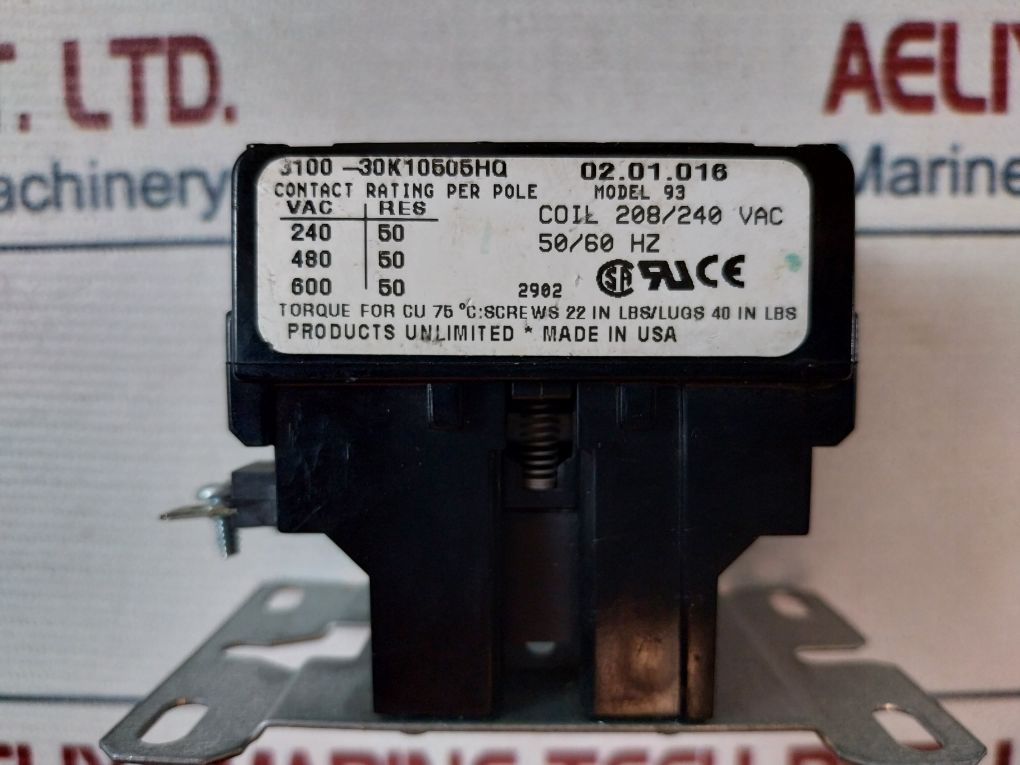 T. LTD. AELIY
achinery Marine
3100 -30K10505HQ 02.01.016
CONTACT RATING PER POLE MODEL 93
VAC RES COIL 208/240 VAC
240 50 50/60 HZ
480 50
600 50 2902
TORQUE FOR CU 75 °C:SCREWS 22 IN LBS/LUGS 40 IN LBS
PRODUCTS UNLIMITED * MADE IN USA